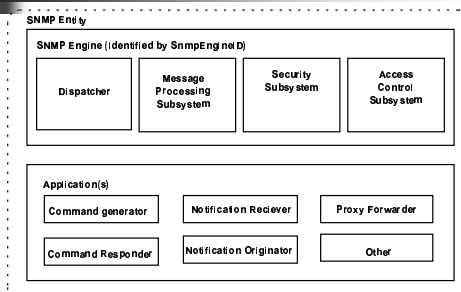 SNMP Entity
SNMP Engine (Identified by SnmpEngineID)
Dispatcher
Message
Processing
Subsystem
Security
Subsystem
Access
Control
Subsystem
Application(s)
Command generator
Notification Reciever
Proxy Forwarder
Command Responder
Notification Originator
Other